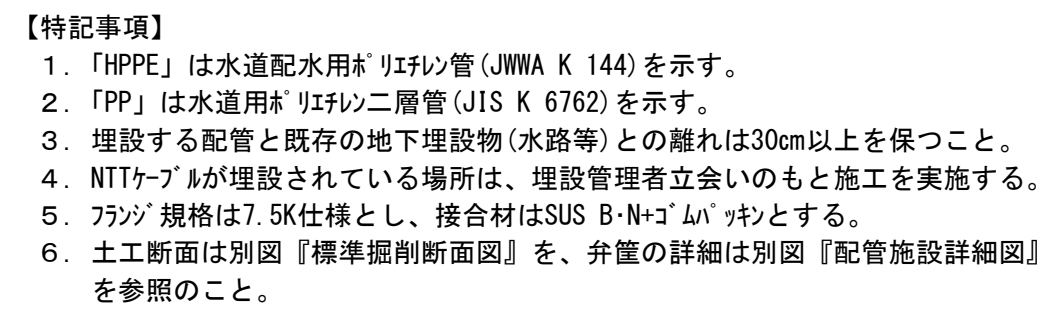 【特記事項】
１．「HPPE」は水道配水用ﾎﾟﾘｴﾁﾚﾝ管(JWWA K 144)を示す。
２．「PP」は水道用ﾎﾟﾘｴﾁﾚﾝ二層管(JIS K 6762)を示す。
３．埋設する配管と既存の地下埋設物(水路等)との離れは30㎝以上を保つこと。
４．NTTｹｰﾌﾞﾙが埋設されている場所は、埋設管理者立会いのもと施工を実施する。
５．ﾌﾗﾝｼﾞ規格は7.5K仕様とし、接合材はSUS B･N+ｺﾞﾑﾊﾟｯｷﾝとする。
６．土工断面は別図『標準掘削断面図』を、弁筐の詳細は別図『配管施設詳細図』
を参照のこと。